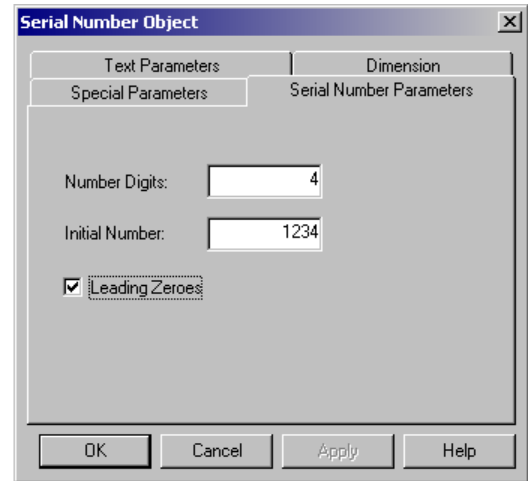 Serial Number Object
Text Parameters Dimension
Special Parameters Serial Number Parameters
Number Digits: 4
Initial Number: 1234
Leading Zeroes
OK Cancel Apply Help